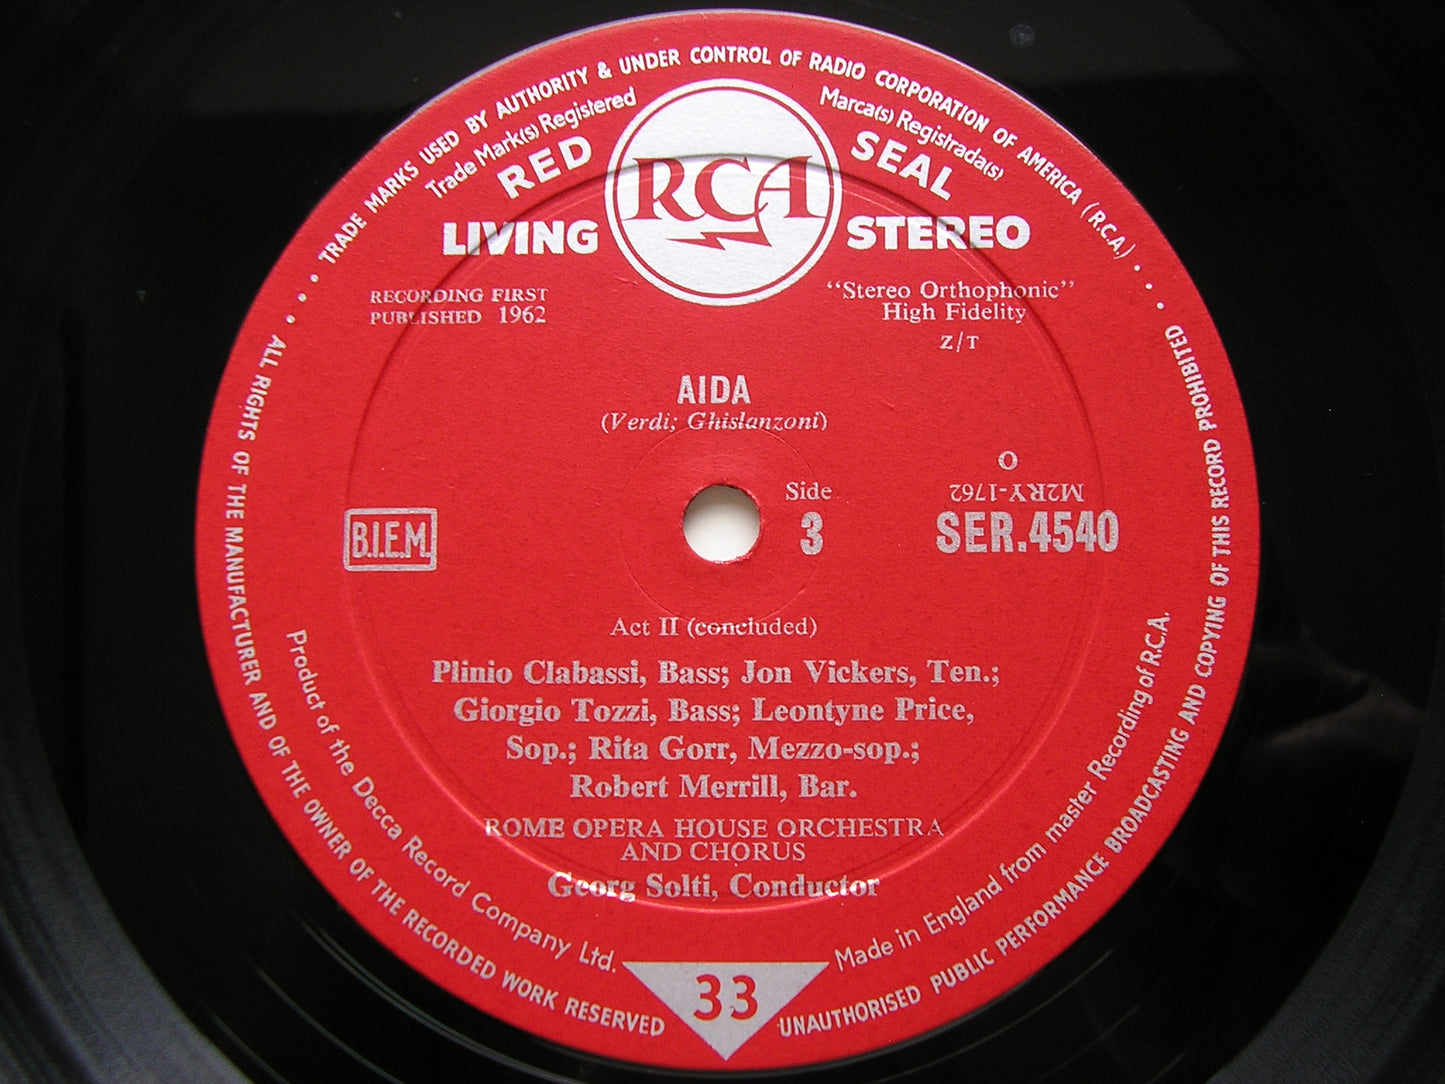 TRADE MARKS USED BY AUTHORITY & UNDER CONTROL OF RADIO CORPORATION OF AMERICA (R.C.A.)
Trade Mark(s) Registered
Marca(s) Registrada(s)
RED SEAL
RCA
LIVING STEREO
RECORDING FIRST
PUBLISHED 1962
"Stereo Orthophonic"
High Fidelity
Z/T
AIDA
(Verdi; Ghislanzoni)
B.I.E.M.
Side
3
O
M2RY-1762
SER.4540
Act II (concluded)
Plinio Clabassi, Bass; Jon Vickers, Ten.;
Giorgio Tozzi, Bass; Leontyne Price,
Sop.; Rita Gorr, Mezzo-sop.;
Robert Merrill, Bar.
ROME OPERA HOUSE ORCHESTRA
AND CHORUS
Georg Solti, Conductor
Product of the Decca Record Company Ltd.
Made in England from master Recording of R.C.A.
33
ALL RIGHTS OF THE MANUFACTURER AND OF THE OWNER OF THE RECORDED WORK RESERVED
UNAUTHORISED PUBLIC PERFORMANCE BROADCASTING AND COPYING OF THIS RECORD PROHIBITED